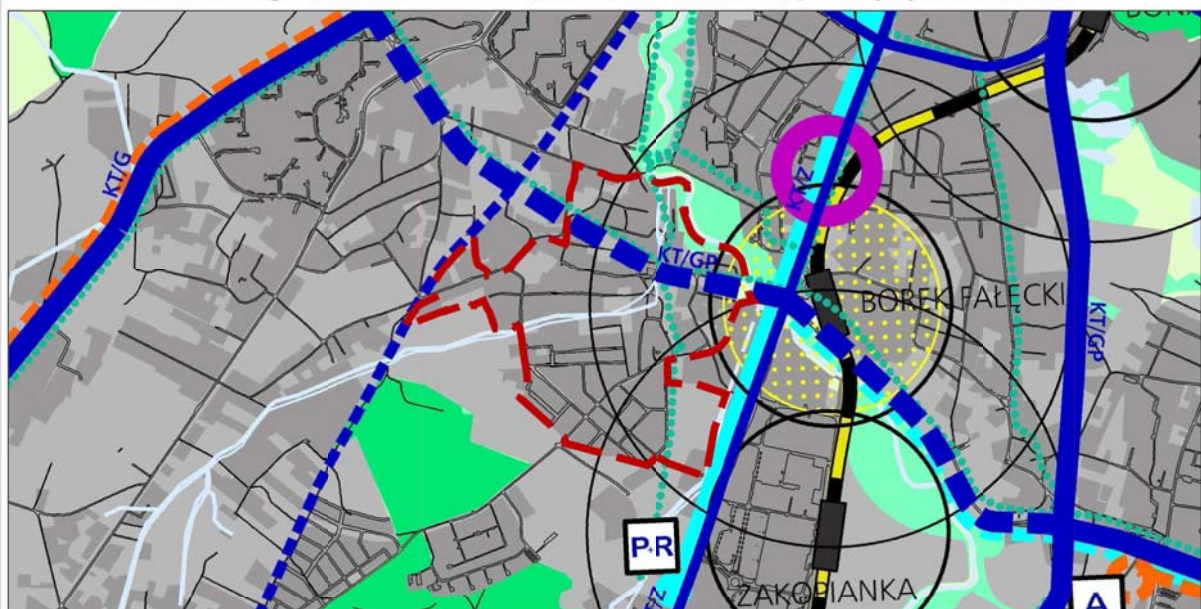 KT/G
KT/Z
KT/GP
BOREK FAŁĘCKI
KT/GP
P+R
ZAKOPIANKA
A